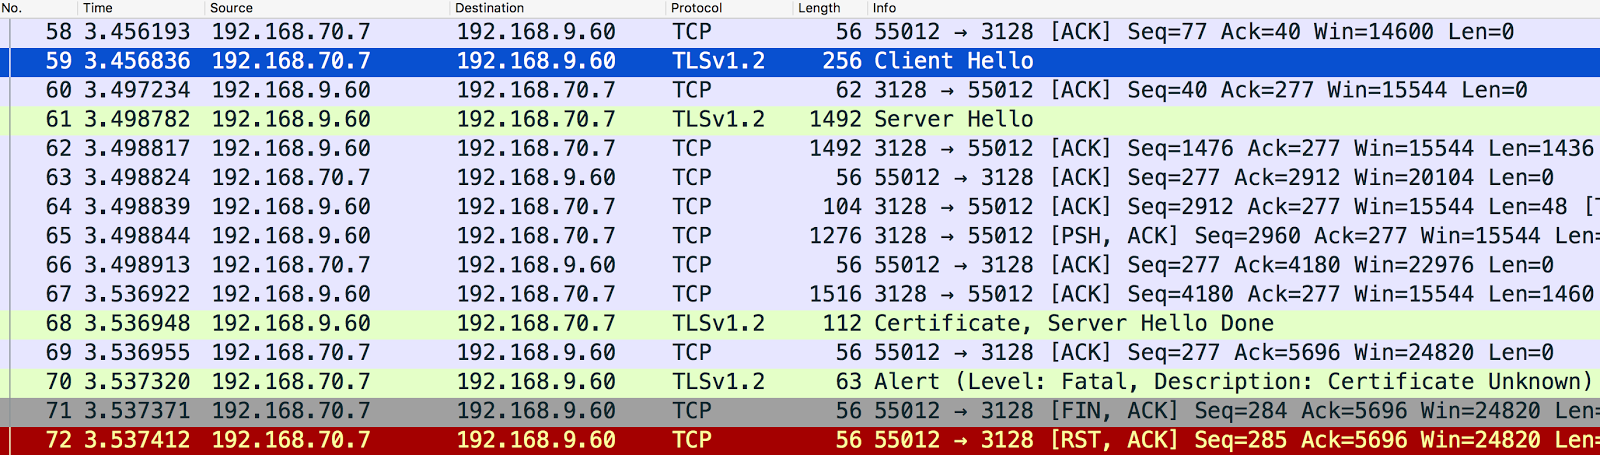 No. Time Source Destination Protocol Length Info
58 3.456193 192.168.70.7 192.168.9.60 TCP 56 55012 → 3128 [ACK] Seq=77 Ack=40 Win=14600 Len=0
59 3.456836 192.168.70.7 192.168.9.60 TLSv1.2 256 Client Hello
60 3.497234 192.168.9.60 192.168.70.7 TCP 62 3128 → 55012 [ACK] Seq=40 Ack=277 Win=15544 Len=0
61 3.498782 192.168.9.60 192.168.70.7 TLSv1.2 1492 Server Hello
62 3.498817 192.168.9.60 192.168.70.7 TCP 1492 3128 → 55012 [ACK] Seq=1476 Ack=277 Win=15544 Len=1436
63 3.498824 192.168.70.7 192.168.9.60 TCP 56 55012 → 3128 [ACK] Seq=277 Ack=2912 Win=20104 Len=0
64 3.498839 192.168.9.60 192.168.70.7 TCP 104 3128 → 55012 [ACK] Seq=2912 Ack=277 Win=15544 Len=48 [T
65 3.498844 192.168.9.60 192.168.70.7 TCP 1276 3128 → 55012 [PSH, ACK] Seq=2960 Ack=277 Win=15544 Len=
66 3.498913 192.168.70.7 192.168.9.60 TCP 56 55012 → 3128 [ACK] Seq=277 Ack=4180 Win=22976 Len=0
67 3.536922 192.168.9.60 192.168.70.7 TCP 1516 3128 → 55012 [ACK] Seq=4180 Ack=277 Win=15544 Len=1460
68 3.536948 192.168.9.60 192.168.70.7 TLSv1.2 112 Certificate, Server Hello Done
69 3.536955 192.168.70.7 192.168.9.60 TCP 56 55012 → 3128 [ACK] Seq=277 Ack=5696 Win=24820 Len=0
70 3.537320 192.168.70.7 192.168.9.60 TLSv1.2 63 Alert (Level: Fatal, Description: Certificate Unknown)
71 3.537371 192.168.70.7 192.168.9.60 TCP 56 55012 → 3128 [FIN, ACK] Seq=284 Ack=5696 Win=24820 Len=
72 3.537412 192.168.70.7 192.168.9.60 TCP 56 55012 → 3128 [RST, ACK] Seq=285 Ack=5696 Win=24820 Len=